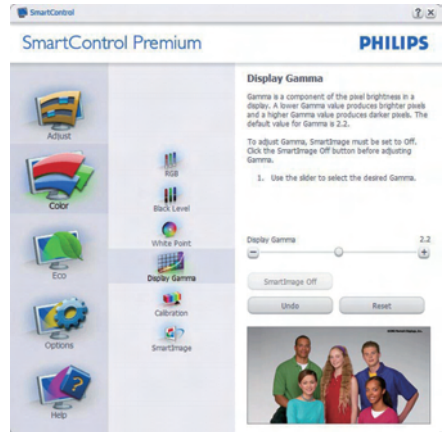 SmartControl
SmartControl Premium
PHILIPS
Adjust
Color
Eco
Options
Help
RGB
Black Level
White Point
Display Gamma
Calibration
SmartImage
Display Gamma
Gamma is a component of the pixel brightness in a
display. A lower Gamma value produces brighter pixels
and a higher Gamma value produces darker pixels. The
default value for Gamma is 2.2.
To adjust Gamma, SmartImage must be set to Off.
Click the SmartImage Off button before adjusting
Gamma.
1. Use the slider to select the desired Gamma.
Display Gamma 2.2
SmartImage Off
Undo Reset